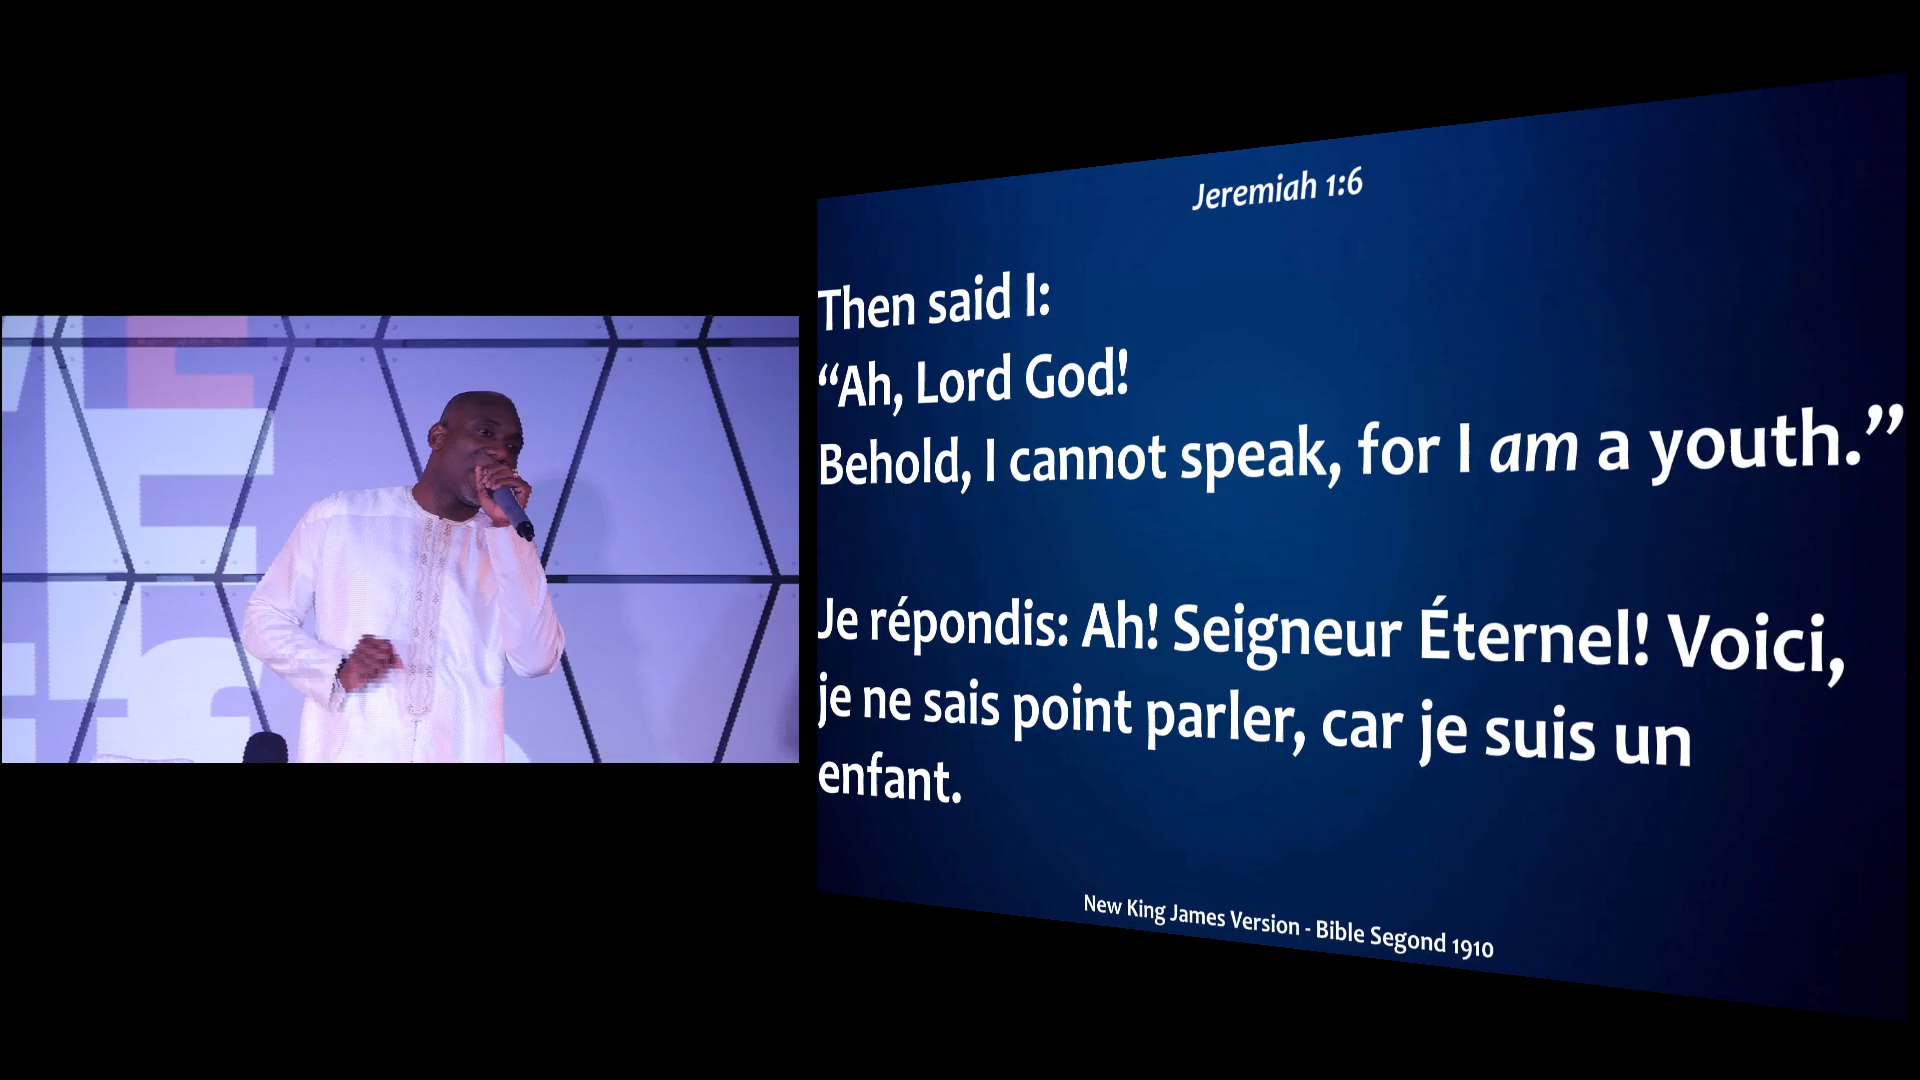 Jeremiah 1:6
Then said I:
“Ah, Lord God!
Behold, I cannot speak, for I am a youth.”
Je répondis: Ah! Seigneur Éternel! Voici,
je ne sais point parler, car je suis un
enfant.
New King James Version - Bible Segond 1910